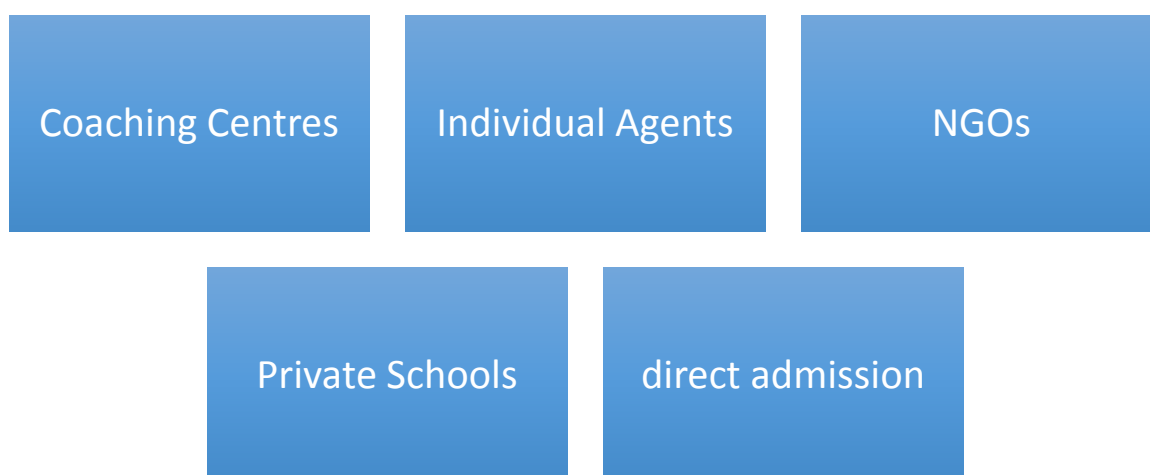 Coaching Centres
Individual Agents
NGOs
Private Schools
direct admission